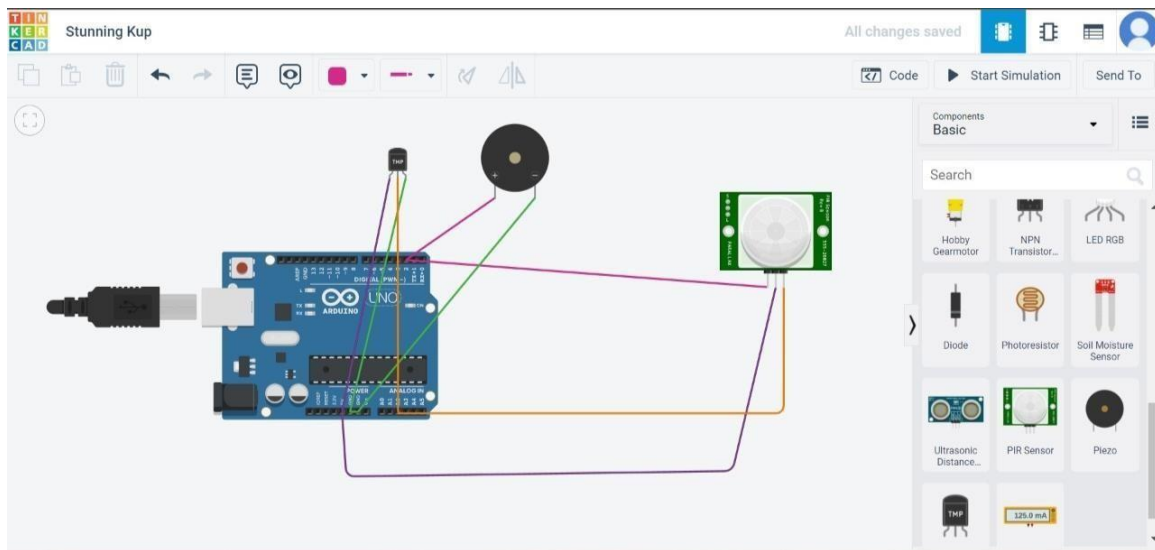 TIN
KER
CAD
Stunning Kup
All changes saved
Code
Start Simulation
Send To
Components
Basic
Search
Hobby
Gearmotor
NPN
Transistor...
LED RGB
Diode
Photoresistor
Soil Moisture
Sensor
Ultrasonic
Distance...
PIR Sensor
Piezo
TMP
125.0 mA
TMP
+
−
DIGITAL (PWM~)
UNO
ARDUINO
POWER
ANALOG IN